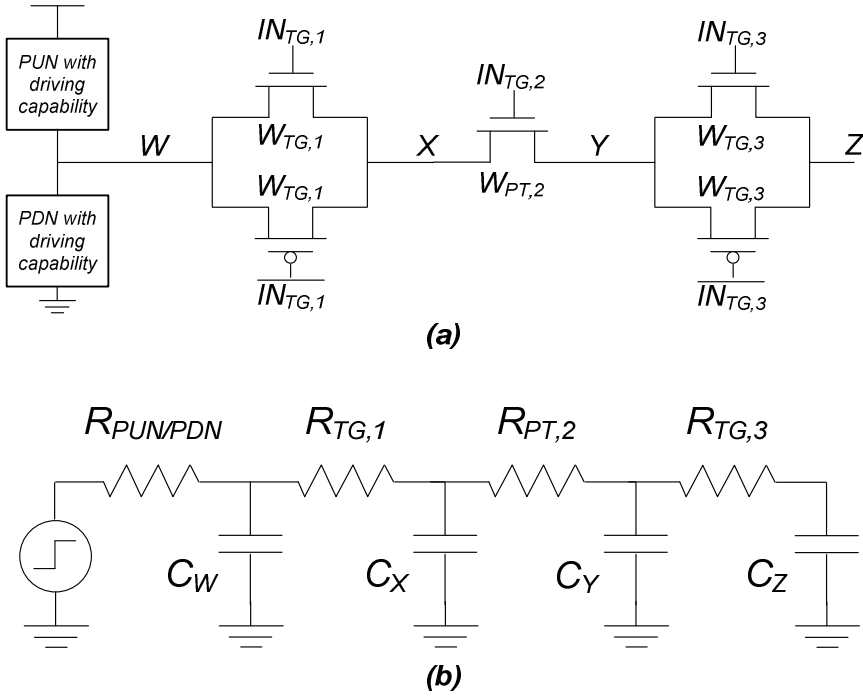 PUN with
driving
capability
IN_TG,1
IN_TG,2
IN_TG,3
W
W_TG,1
W_TG,1
X
W_PT,2
Y
W_TG,3
W_TG,3
Z
PDN with
driving
capability
\overline{IN_TG,1}
\overline{IN_TG,3}
(a)
R_PUN/PDN
R_TG,1
R_PT,2
R_TG,3
C_W
C_X
C_Y
C_Z
(b)